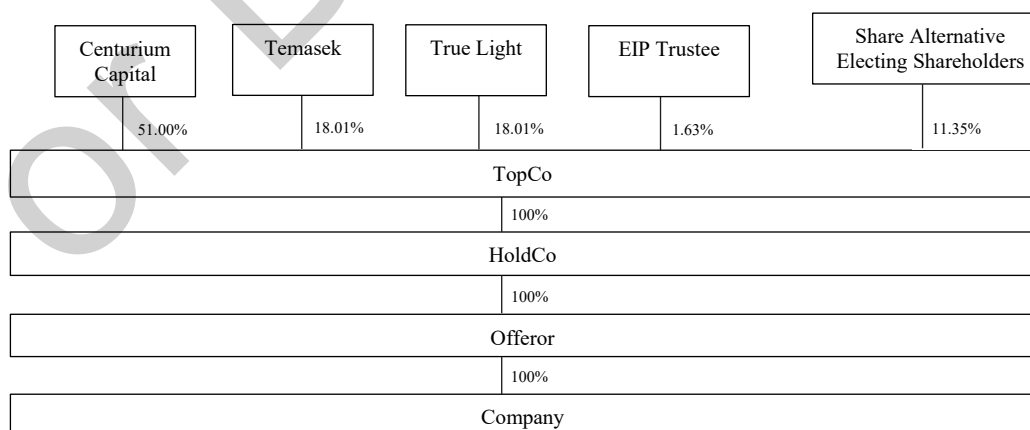 Centurium
Capital
Temasek
True Light
EIP Trustee
Share Alternative
Electing Shareholders
51.00%
18.01%
18.01%
1.63%
11.35%
TopCo
100%
HoldCo
100%
Offeror
100%
Company
or